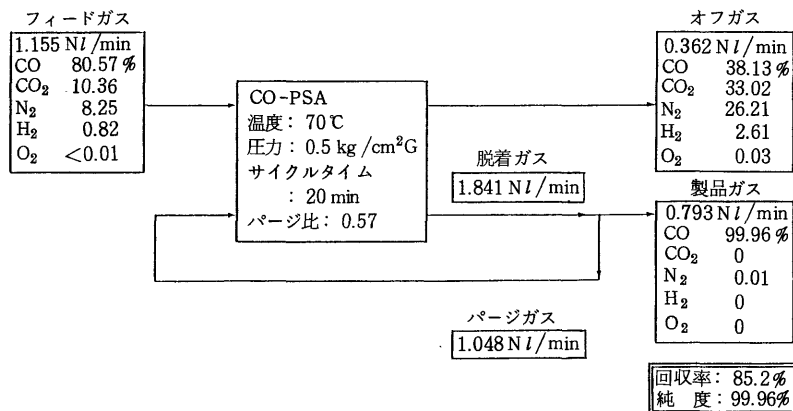 フィードガス
1.155 Nl/min
CO 80.57%
CO₂ 10.36
N₂ 8.25
H₂ 0.82
O₂ <0.01
CO-PSA
温度: 70℃
圧力: 0.5 kg/cm²G
サイクルタイム
: 20 min
パージ比: 0.57
脱着ガス
1.841 Nl/min
パージガス
1.048 Nl/min
オフガス
0.362 Nl/min
CO 38.13%
CO₂ 33.02
N₂ 26.21
H₂ 2.61
O₂ 0.03
製品ガス
0.793 Nl/min
CO 99.96%
CO₂ 0
N₂ 0.01
H₂ 0
O₂ 0
回収率: 85.2%
純 度: 99.96%